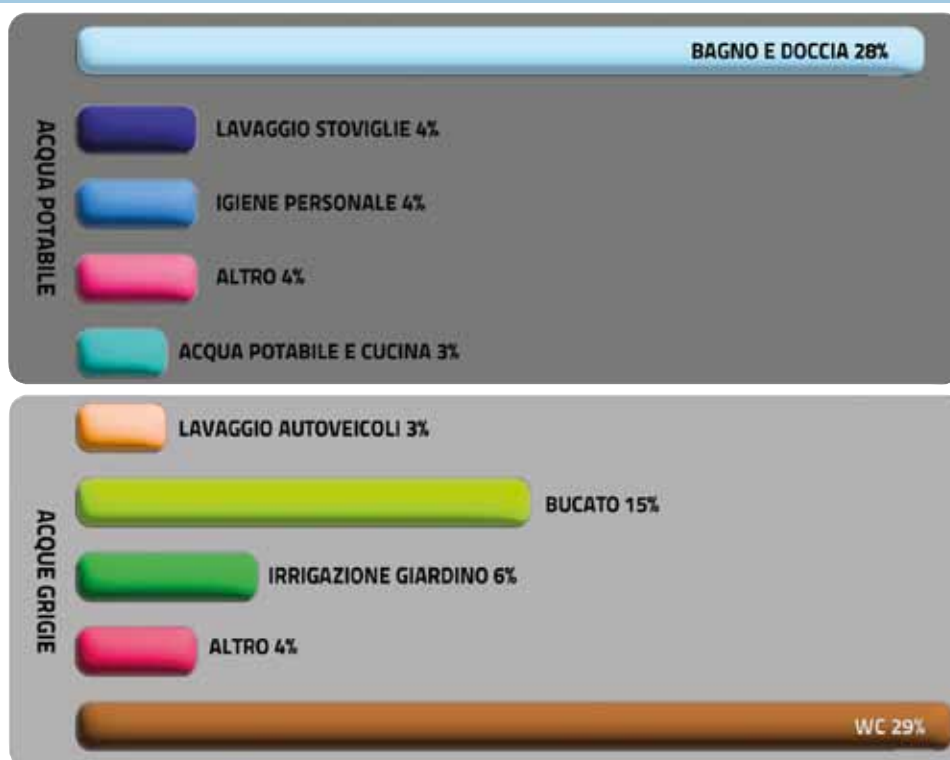 ACQUA POTABILE
BAGNO E DOCCIA 28%
LAVAGGIO STOVIGLIE 4%
IGIENE PERSONALE 4%
ALTRO 4%
ACQUA POTABILE E CUCINA 3%
ACQUE GRIGIE
LAVAGGIO AUTOVEICOLI 3%
BUCATO 15%
IRRIGAZIONE GIARDINO 6%
ALTRO 4%
WC 29%